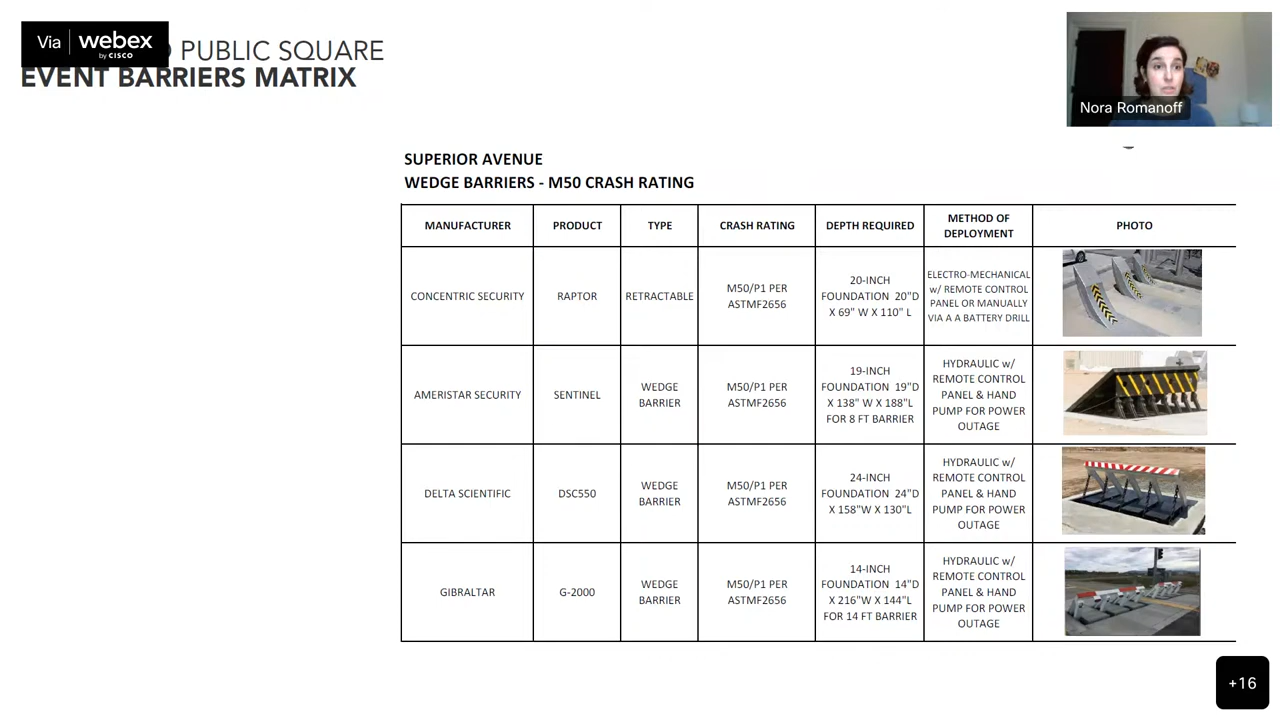 Via webex
by CISCO
PUBLIC SQUARE
EVENT BARRIERS MATRIX
Nora Romanoff
SUPERIOR AVENUE
WEDGE BARRIERS - M50 CRASH RATING
MANUFACTURER
PRODUCT
TYPE
CRASH RATING
DEPTH REQUIRED
METHOD OF
DEPLOYMENT
PHOTO
CONCENTRIC SECURITY
RAPTOR
RETRACTABLE
M50/P1 PER
ASTMF2656
20-INCH
FOUNDATION 20"D
X 69" W X 110" L
ELECTRO-MECHANICAL
w/ REMOTE CONTROL
PANEL OR MANUALLY
VIA A A BATTERY DRILL
AMERISTAR SECURITY
SENTINEL
WEDGE
BARRIER
M50/P1 PER
ASTMF2656
19-INCH
FOUNDATION 19"D
X 138" W X 188"L
FOR 8 FT BARRIER
HYDRAULIC w/
REMOTE CONTROL
PANEL & HAND
PUMP FOR POWER
OUTAGE
DELTA SCIENTIFIC
DSC550
WEDGE
BARRIER
M50/P1 PER
ASTMF2656
24-INCH
FOUNDATION 24"D
X 158"W X 130"L
HYDRAULIC w/
REMOTE CONTROL
PANEL & HAND
PUMP FOR POWER
OUTAGE
GIBRALTAR
G-2000
WEDGE
BARRIER
M50/P1 PER
ASTMF2656
14-INCH
FOUNDATION 14"D
X 216"W X 144"L
FOR 14 FT BARRIER
HYDRAULIC w/
REMOTE CONTROL
PANEL & HAND
PUMP FOR POWER
OUTAGE
+16